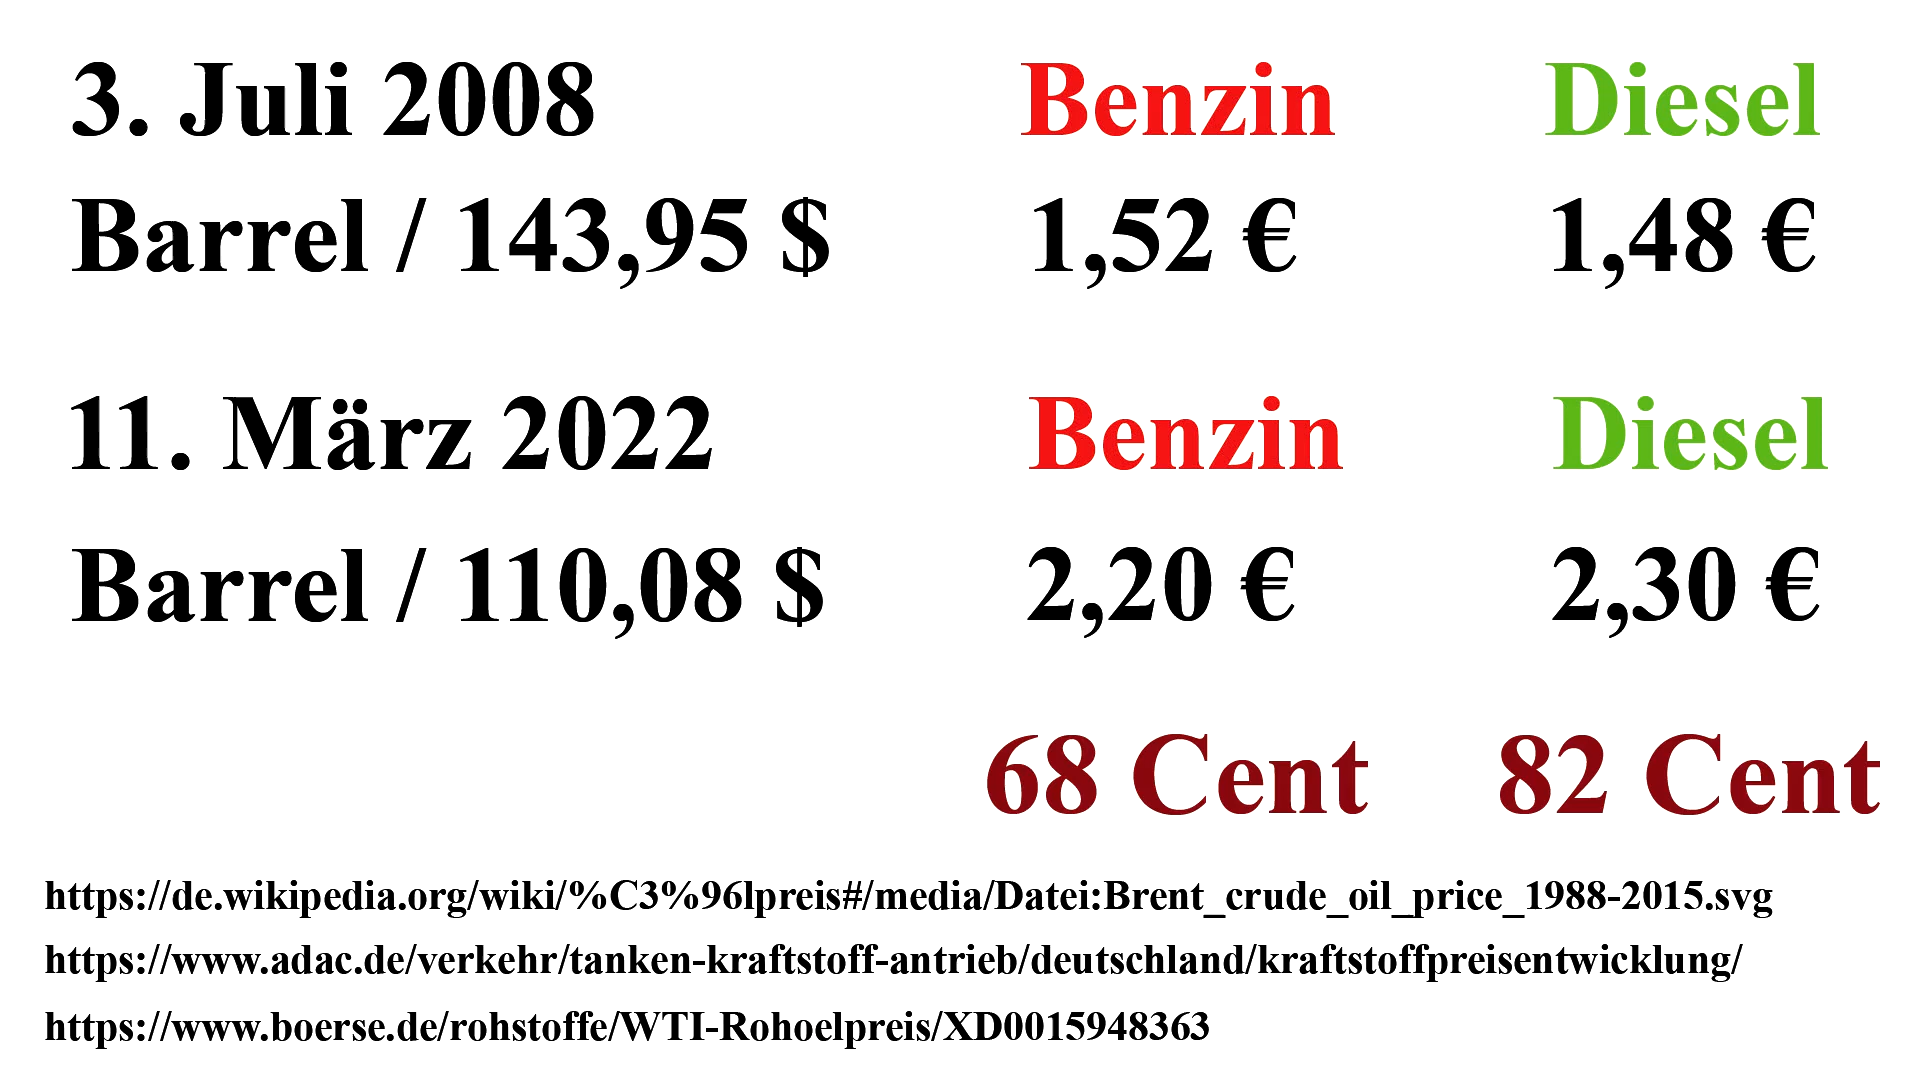 3. Juli 2008 Benzin Diesel
Barrel / 143,95 $ 1,52 € 1,48 €
11. März 2022 Benzin Diesel
Barrel / 110,08 $ 2,20 € 2,30 €
68 Cent 82 Cent
https://de.wikipedia.org/wiki/%C3%96lpreis#/media/Datei:Brent_crude_oil_price_1988-2015.svg
https://www.adac.de/verkehr/tanken-kraftstoff-antrieb/deutschland/kraftstoffpreisentwicklung/
https://www.boerse.de/rohstoffe/WTI-Rohoelpreis/XD0015948363